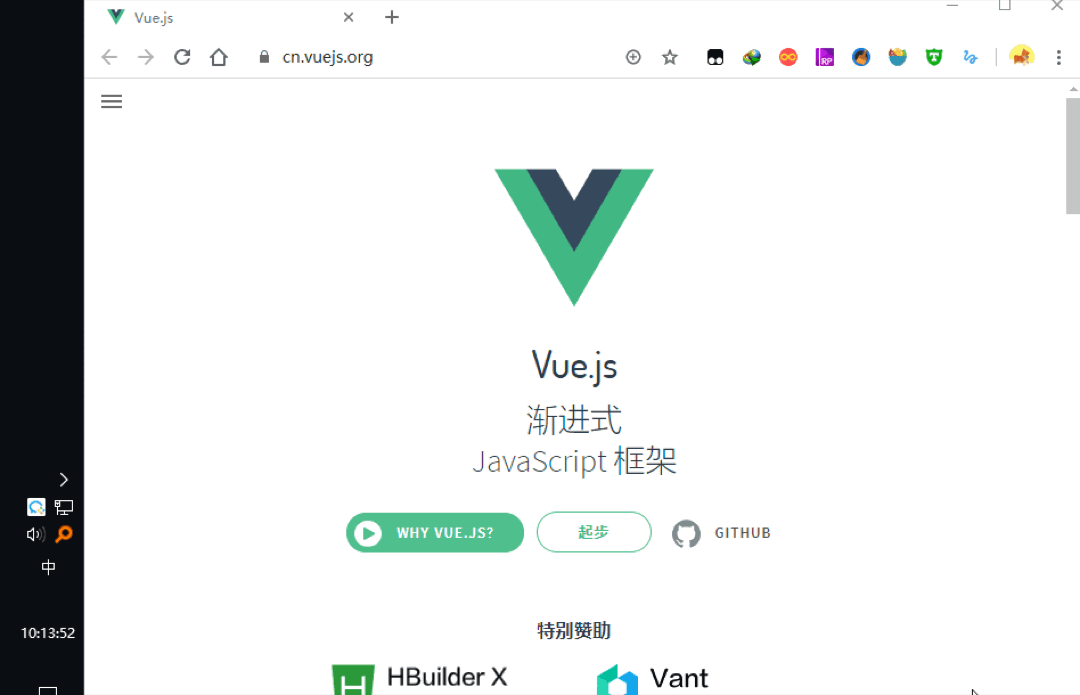 Vue.js
cn.vuejs.org
RP
Vue.js
渐进式
JavaScript 框架
WHY VUE.JS?
起步
GITHUB
特别赞助
HBuilder X
Vant
中
10:13:52